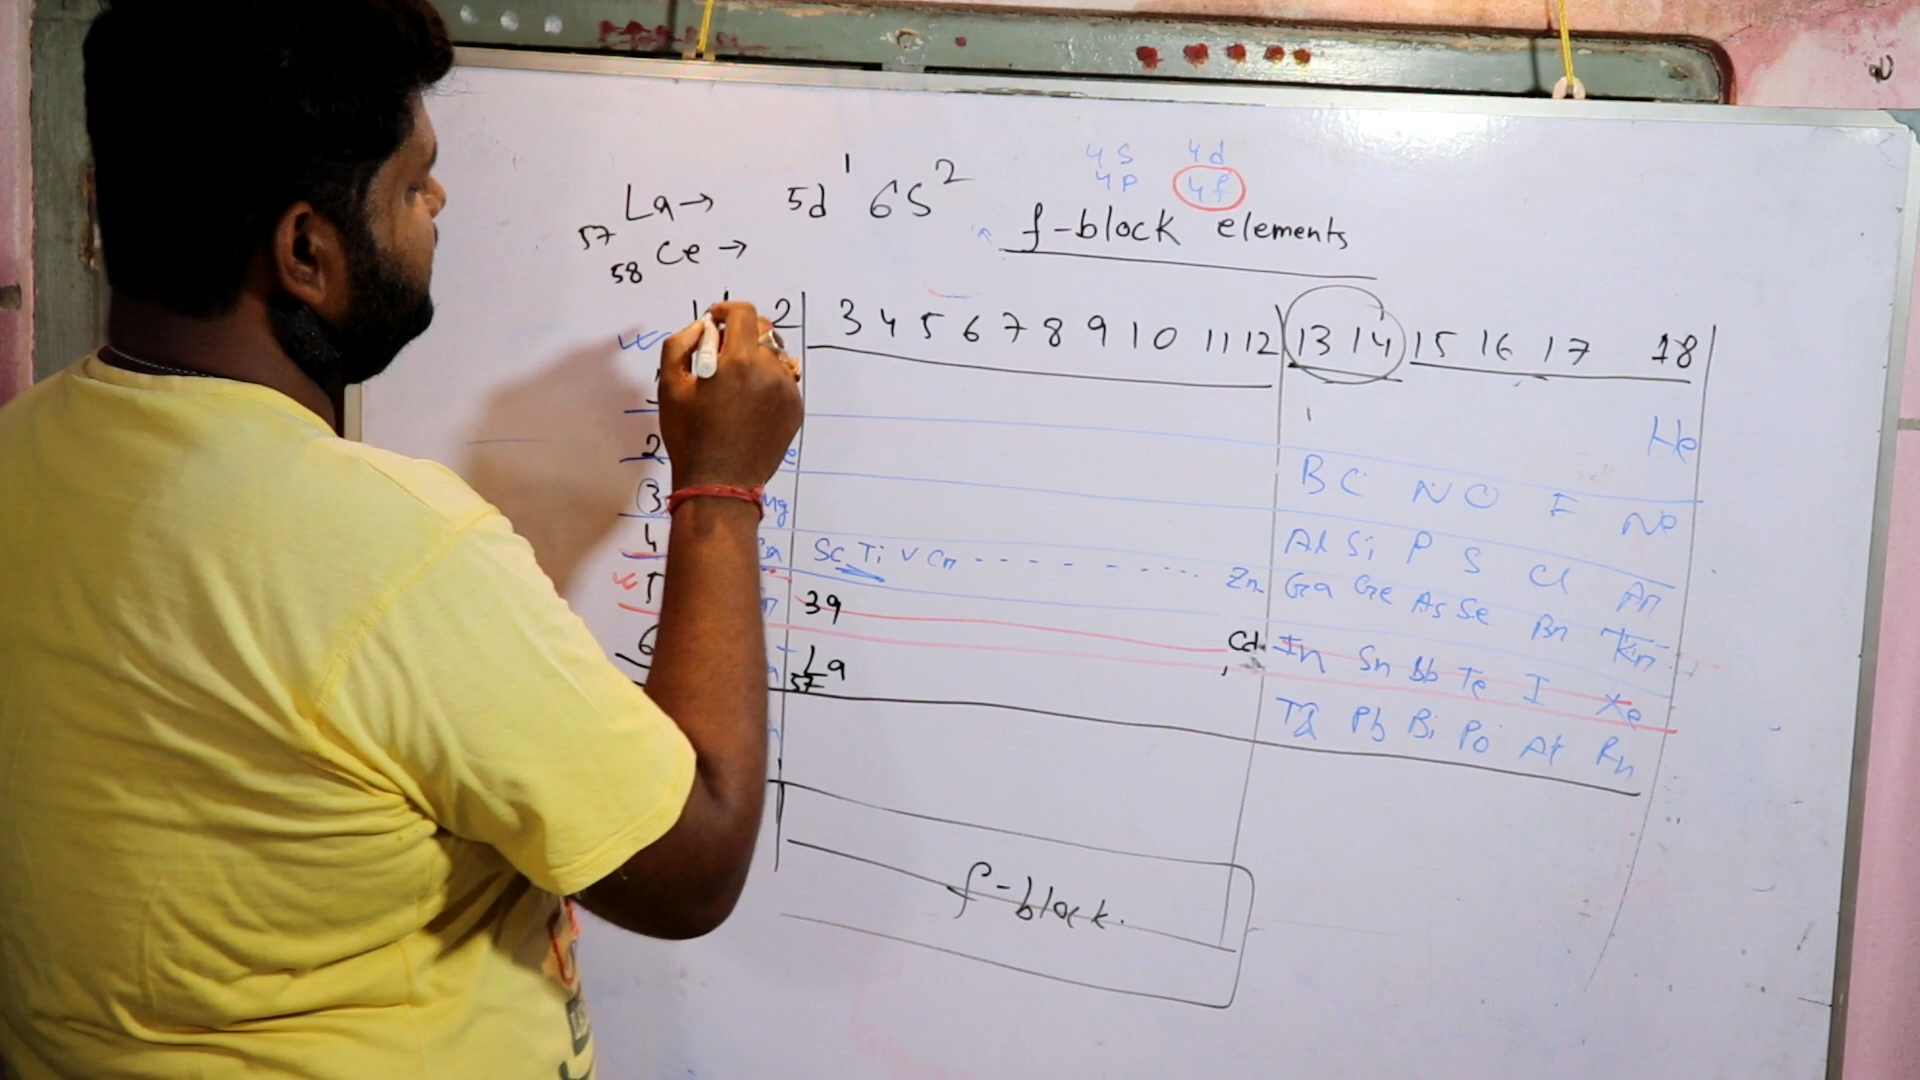 4s 4d
4p 4f
57 La → 5d¹ 6s²
58 Ce →
f-block elements
1 2 3 4 5 6 7 8 9 10 11 12 13 14 15 16 17 18
He
2 e B C N O F Ne
3 Mg Al Si P S Cl Ar
4 Ca Sc Ti V Cr - - - - - - - - - Zn Ga Ge As Se Br Kr
5 39 Cd In Sn Sb Te I Xe
6 57 La Tl Pb Bi Po At Rn
f-block.